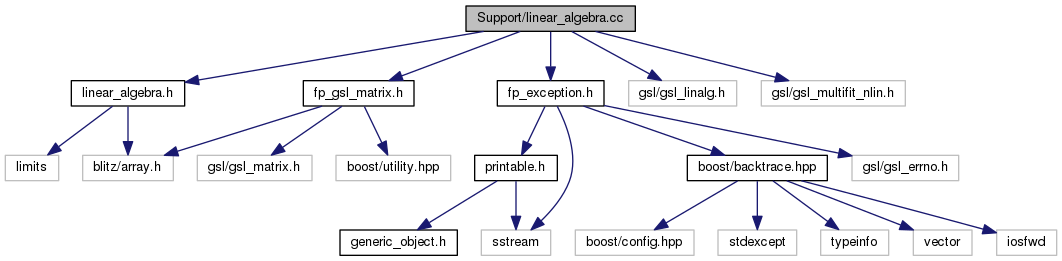 Support/linear_algebra.cc
linear_algebra.h
fp_gsl_matrix.h
fp_exception.h
gsl/gsl_linalg.h
gsl/gsl_multifit_nlin.h
limits
blitz/array.h
gsl/gsl_matrix.h
boost/utility.hpp
printable.h
boost/backtrace.hpp
gsl/gsl_errno.h
generic_object.h
sstream
boost/config.hpp
stdexcept
typeinfo
vector
iosfwd